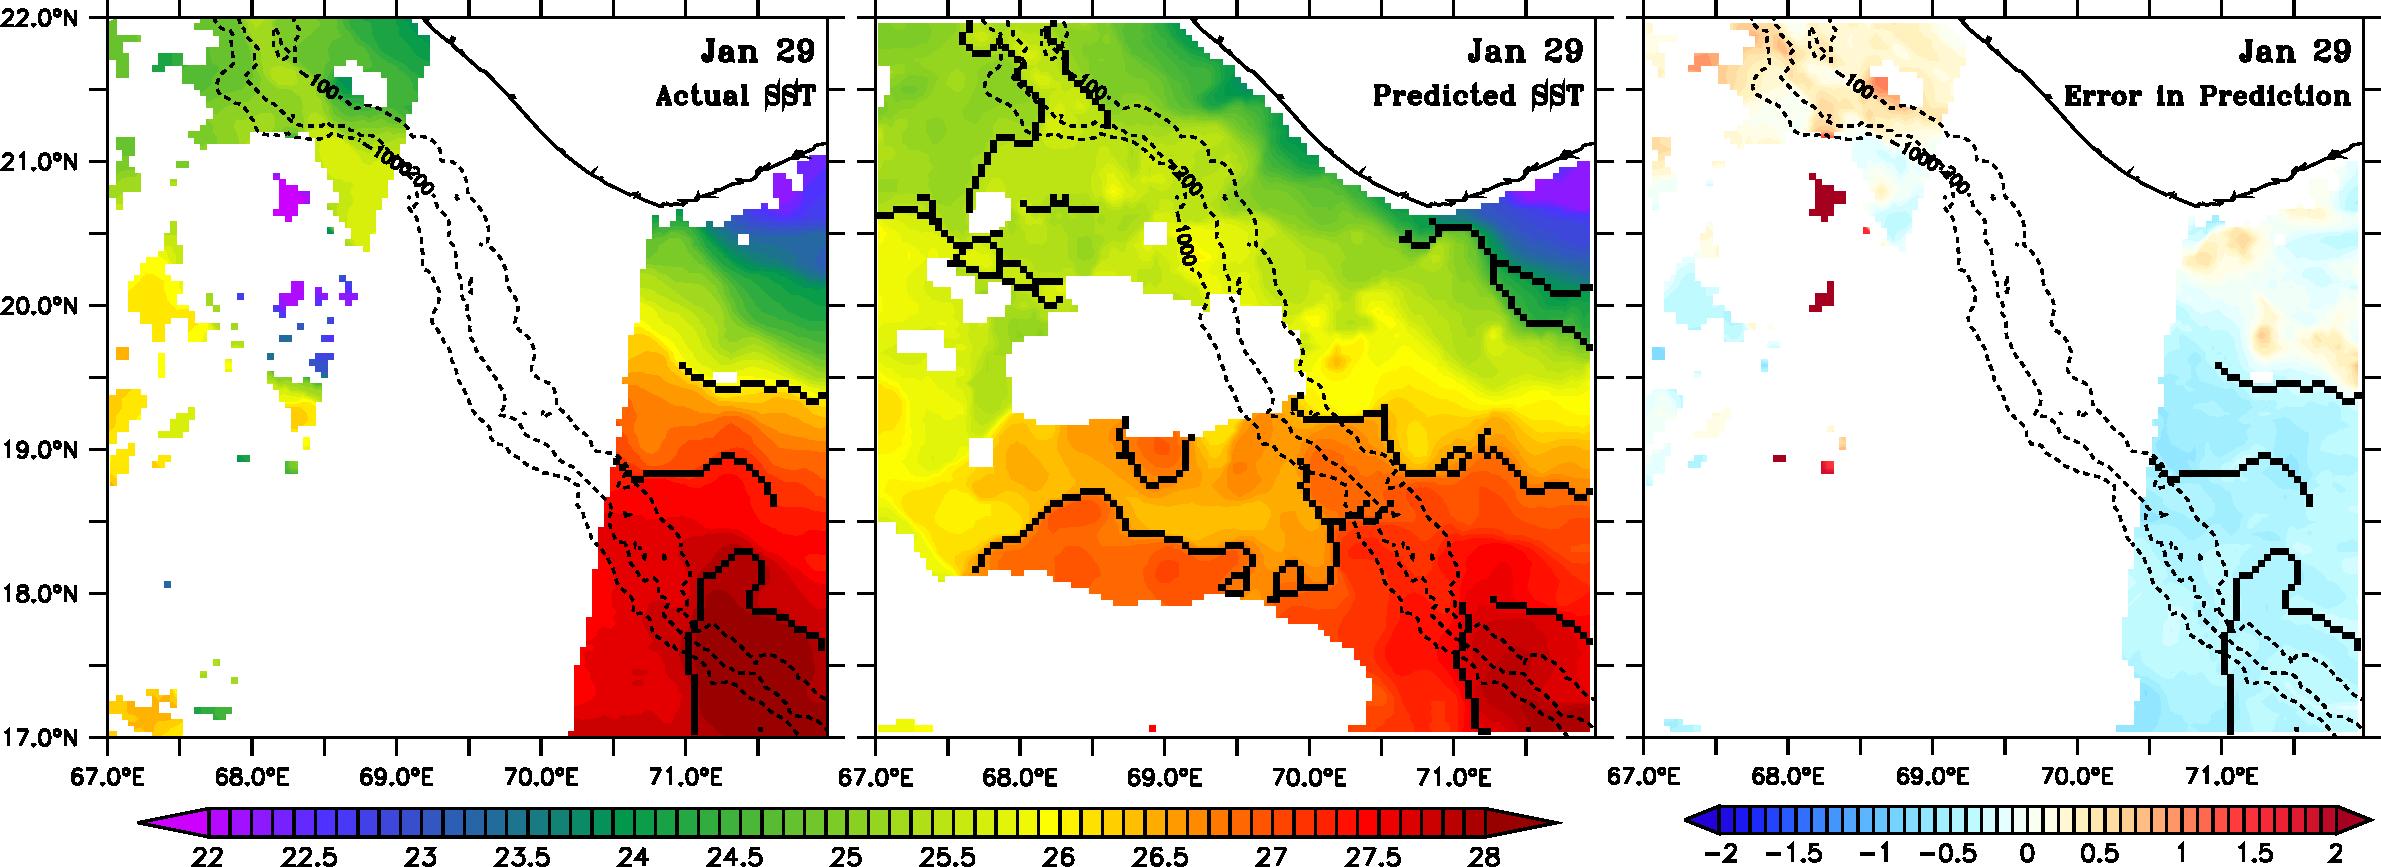 22.0°N
21.0°N
20.0°N
19.0°N
18.0°N
17.0°N
Jan 29
Actual SST
100
1000
200
67.0°E 68.0°E 69.0°E 70.0°E 71.0°E
Jan 29
Predicted SST
100
200
1000
67.0°E 68.0°E 69.0°E 70.0°E 71.0°E
Jan 29
Error in Prediction
100
1000
200
67.0°E 68.0°E 69.0°E 70.0°E 71.0°E
22 22.5 23 23.5 24 24.5 25 25.5 26 26.5 27 27.5 28
−2 −1.5 −1 −0.5 0 0.5 1 1.5 2